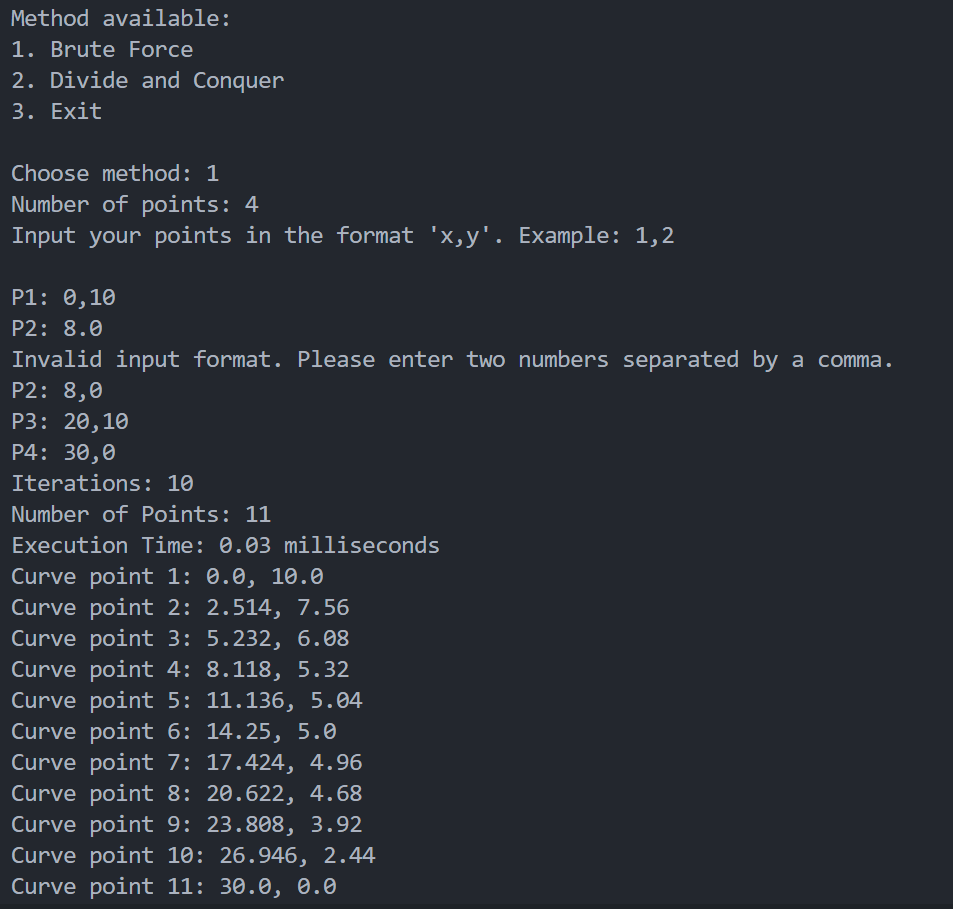 Method available:
1. Brute Force
2. Divide and Conquer
3. Exit
Choose method: 1
Number of points: 4
Input your points in the format 'x,y'. Example: 1,2
P1: 0,10
P2: 8.0
Invalid input format. Please enter two numbers separated by a comma.
P2: 8,0
P3: 20,10
P4: 30,0
Iterations: 10
Number of Points: 11
Execution Time: 0.03 milliseconds
Curve point 1: 0.0, 10.0
Curve point 2: 2.514, 7.56
Curve point 3: 5.232, 6.08
Curve point 4: 8.118, 5.32
Curve point 5: 11.136, 5.04
Curve point 6: 14.25, 5.0
Curve point 7: 17.424, 4.96
Curve point 8: 20.622, 4.68
Curve point 9: 23.808, 3.92
Curve point 10: 26.946, 2.44
Curve point 11: 30.0, 0.0